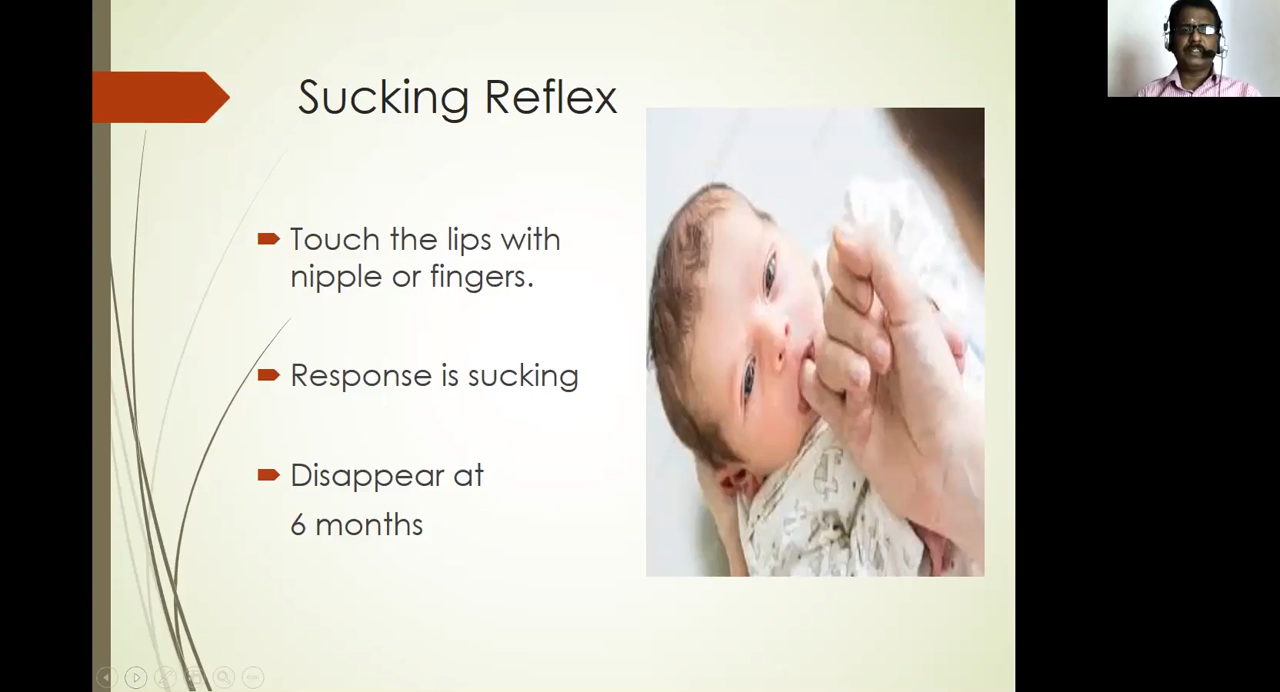 Sucking Reflex
Touch the lips with
nipple or fingers.
Response is sucking
Disappear at
6 months